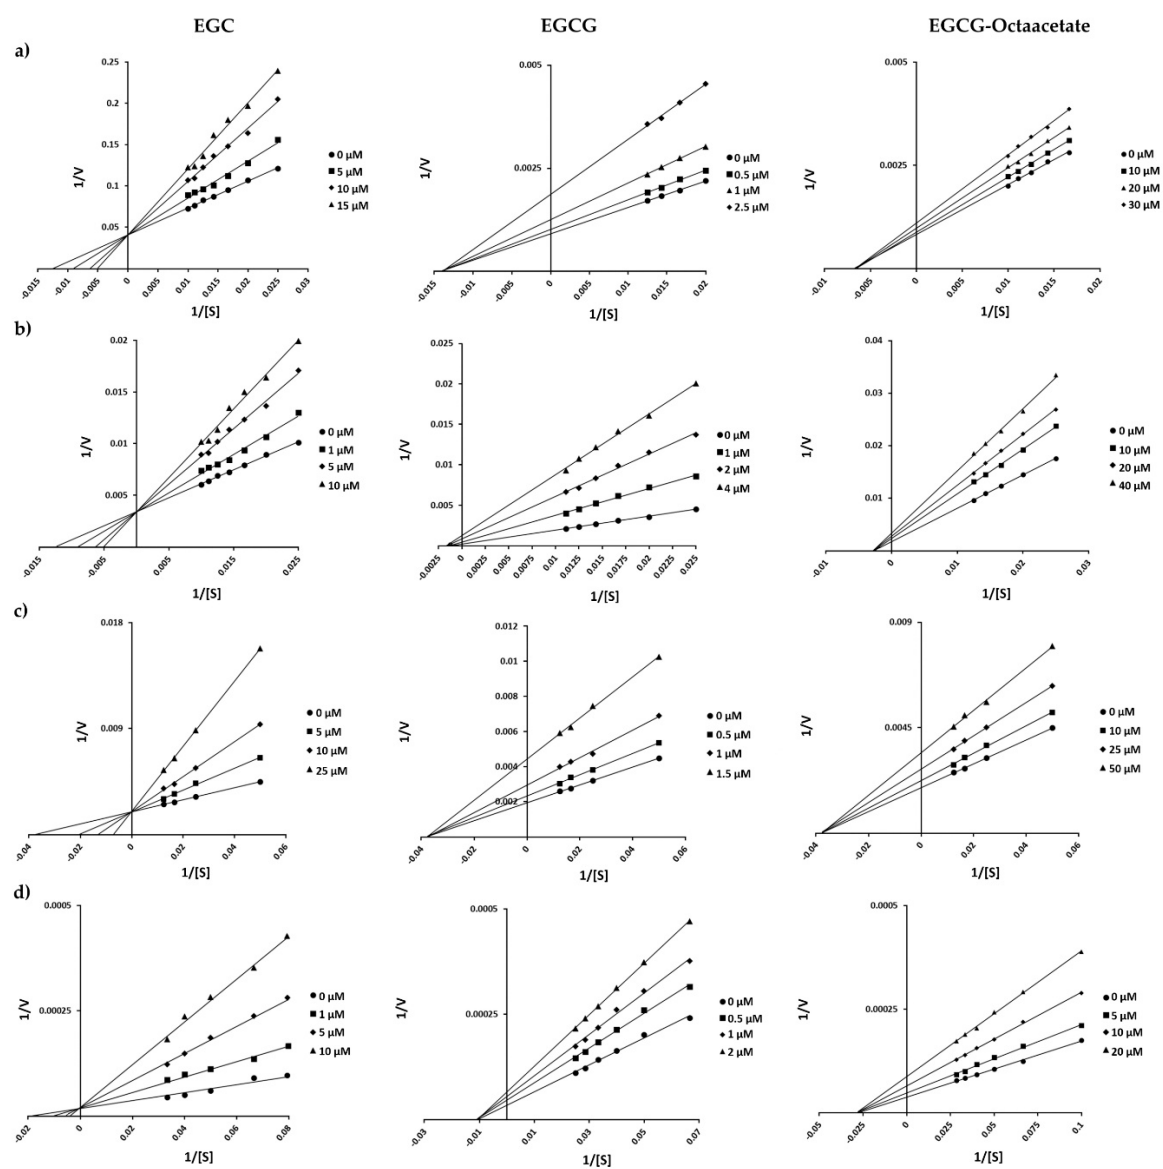 EGC EGCG EGCG-Octaacetate
a)
1/V
0.25
0.2
0.15
0.1
0.05
-0.015 -0.01 -0.005 0 0.005 0.01 0.015 0.02 0.025 0.03
1/[S]
0 µM
5 µM
10 µM
15 µM
1/V
0.005
0.0025
-0.015 -0.01 -0.005 0 0.005 0.01 0.015 0.02
1/[S]
0 µM
0.5 µM
1 µM
2.5 µM
1/V
0.005
0.0025
-0.01 -0.005 0 0.005 0.01 0.015 0.02
1/[S]
0 µM
10 µM
20 µM
30 µM
b)
1/V
0.02
0.015
0.01
0.005
-0.015 -0.005 0.005 0.015 0.025
1/[S]
0 µM
1 µM
5 µM
10 µM
1/V
0.025
0.02
0.015
0.01
0.005
-0.0025 0 0.0025 0.005 0.0075 0.01 0.0125 0.015 0.0175 0.02 0.0225 0.025
1/[S]
0 µM
1 µM
2 µM
4 µM
1/V
0.04
0.03
0.02
0.01
-0.01 0 0.01 0.02 0.03
1/[S]
0 µM
10 µM
20 µM
40 µM
c)
1/V
0.018
0.009
-0.04 -0.02 0 0.02 0.04 0.06
1/[S]
0 µM
5 µM
10 µM
25 µM
1/V
0.012
0.01
0.008
0.006
0.004
0.002
-0.04 -0.02 0 0.02 0.04 0.06
1/[S]
0 µM
0.5 µM
1 µM
1.5 µM
1/V
0.009
0.0045
-0.04 -0.02 0 0.02 0.04 0.06
1/[S]
0 µM
10 µM
25 µM
50 µM
d)
1/V
0.0005
0.00025
-0.02 0 0.02 0.04 0.06 0.08
1/[S]
0 µM
1 µM
5 µM
10 µM
1/V
0.0005
0.00025
-0.03 -0.01 0.01 0.03 0.05 0.07
1/[S]
0 µM
0.5 µM
1 µM
2 µM
1/V
0.0005
0.00025
-0.05 -0.025 0 0.025 0.05 0.075 0.1
1/[S]
0 µM
5 µM
10 µM
20 µM